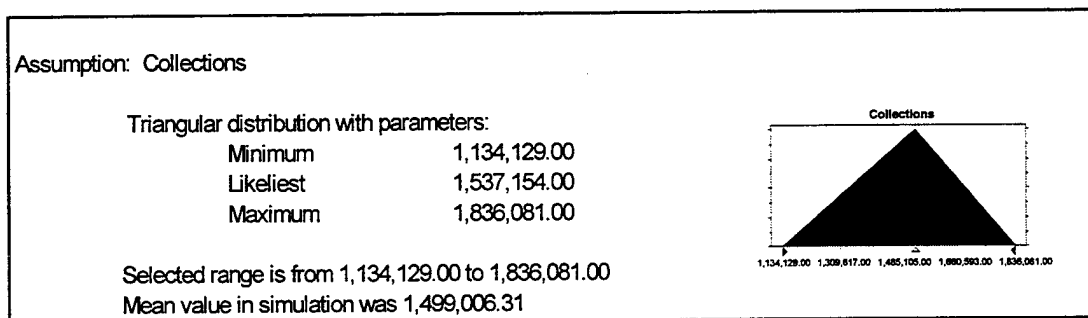 Assumption: Collections
Triangular distribution with parameters:
Minimum 1,134,129.00
Likeliest 1,537,154.00
Maximum 1,836,081.00
Selected range is from 1,134,129.00 to 1,836,081.00
Mean value in simulation was 1,499,006.31
Collections
1,134,129.00 1,309,617.00 1,485,105.00 1,660,593.00 1,836,081.00